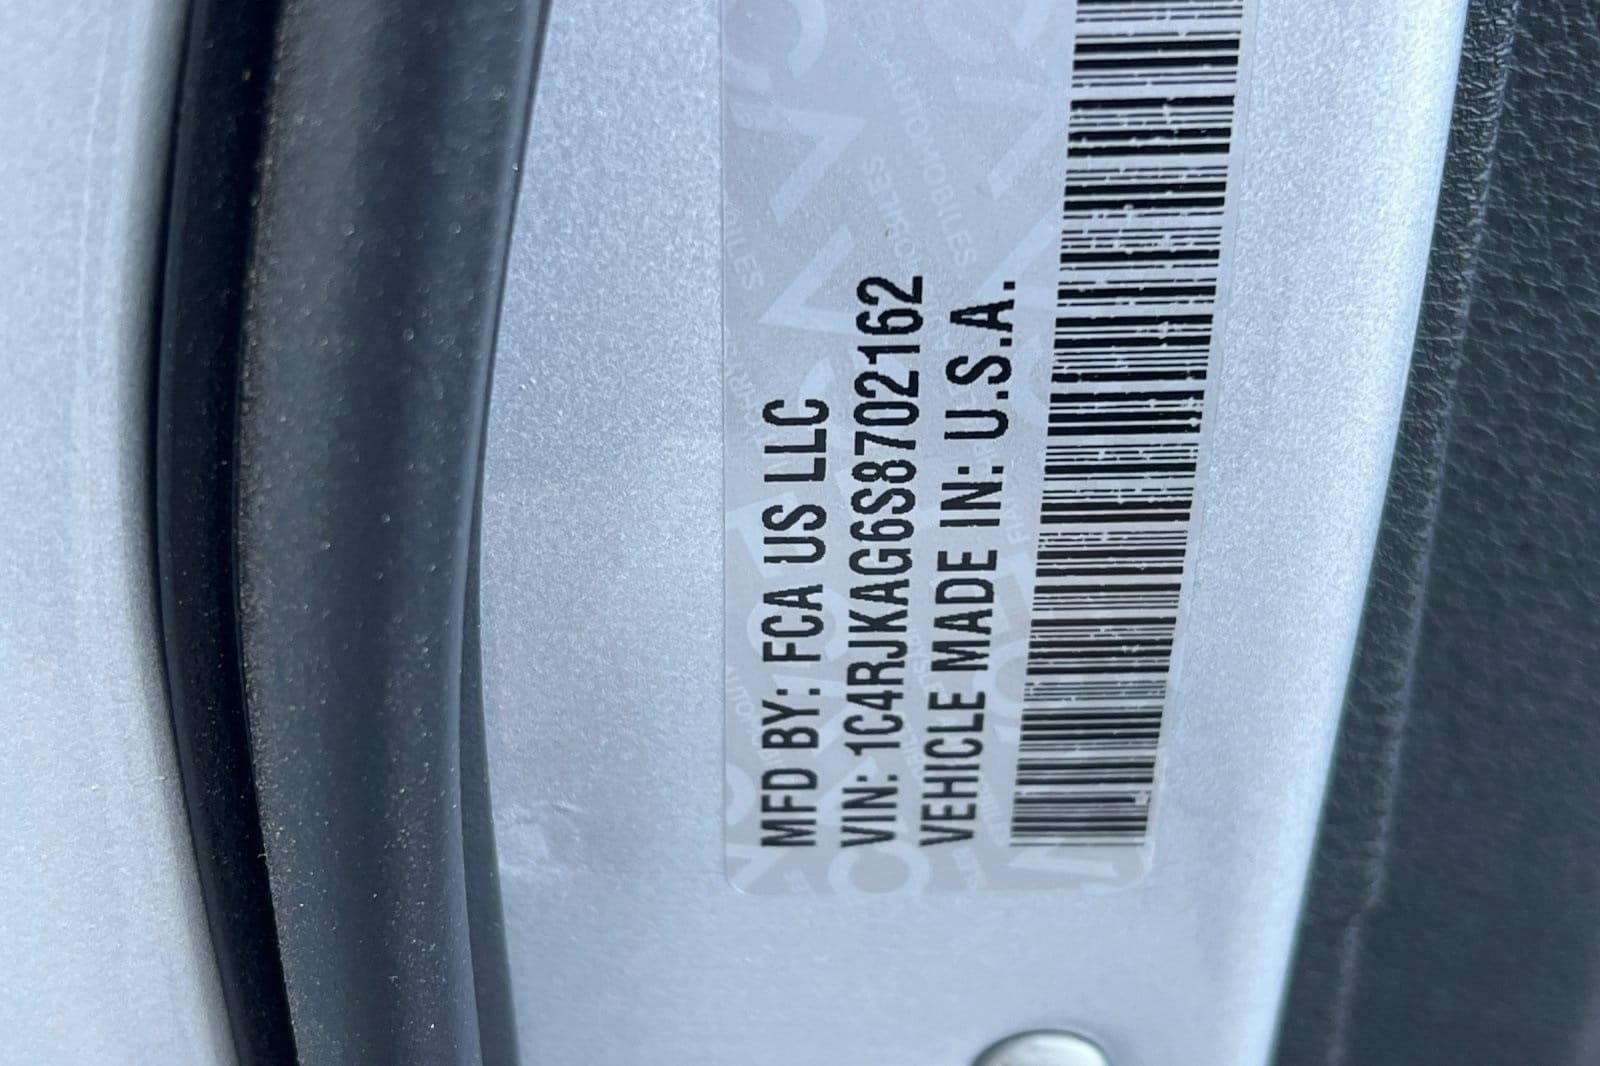 MFD BY: FCA US LLC
VIN: 1C4RJKAG6S8702162
VEHICLE MADE IN: U.S.A.